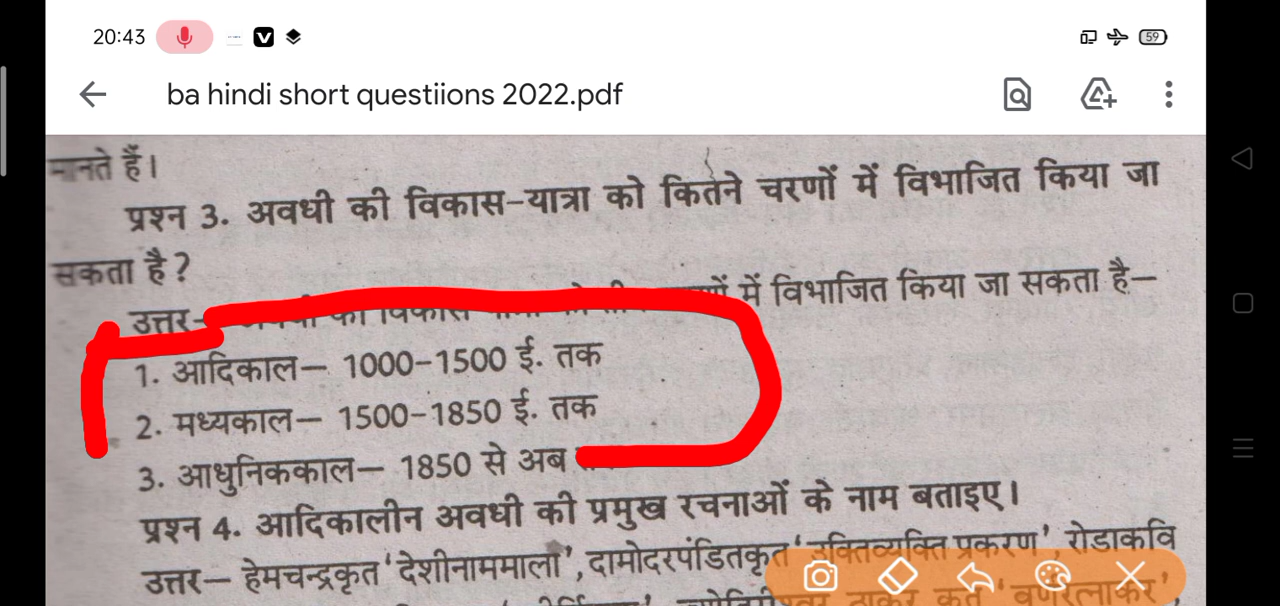 20:43
59
ba hindi short questiions 2022.pdf
मानते हैं।
प्रश्न 3. अवधी की विकास-यात्रा को कितने चरणों में विभाजित किया जा
सकता है?
उत्तर- में विभाजित किया जा सकता है–
1. आदिकाल– 1000-1500 ई. तक
2. मध्यकाल– 1500-1850 ई. तक
3. आधुनिककाल– 1850 से अब
प्रश्न 4. आदिकालीन अवधी की प्रमुख रचनाओं के नाम बताइए।
उत्तर– हेमचन्द्रकृत 'देशीनाममाला', दामोदरपंडितकृत 'उक्तिव्यक्ति प्रकरण', रोडाकवि